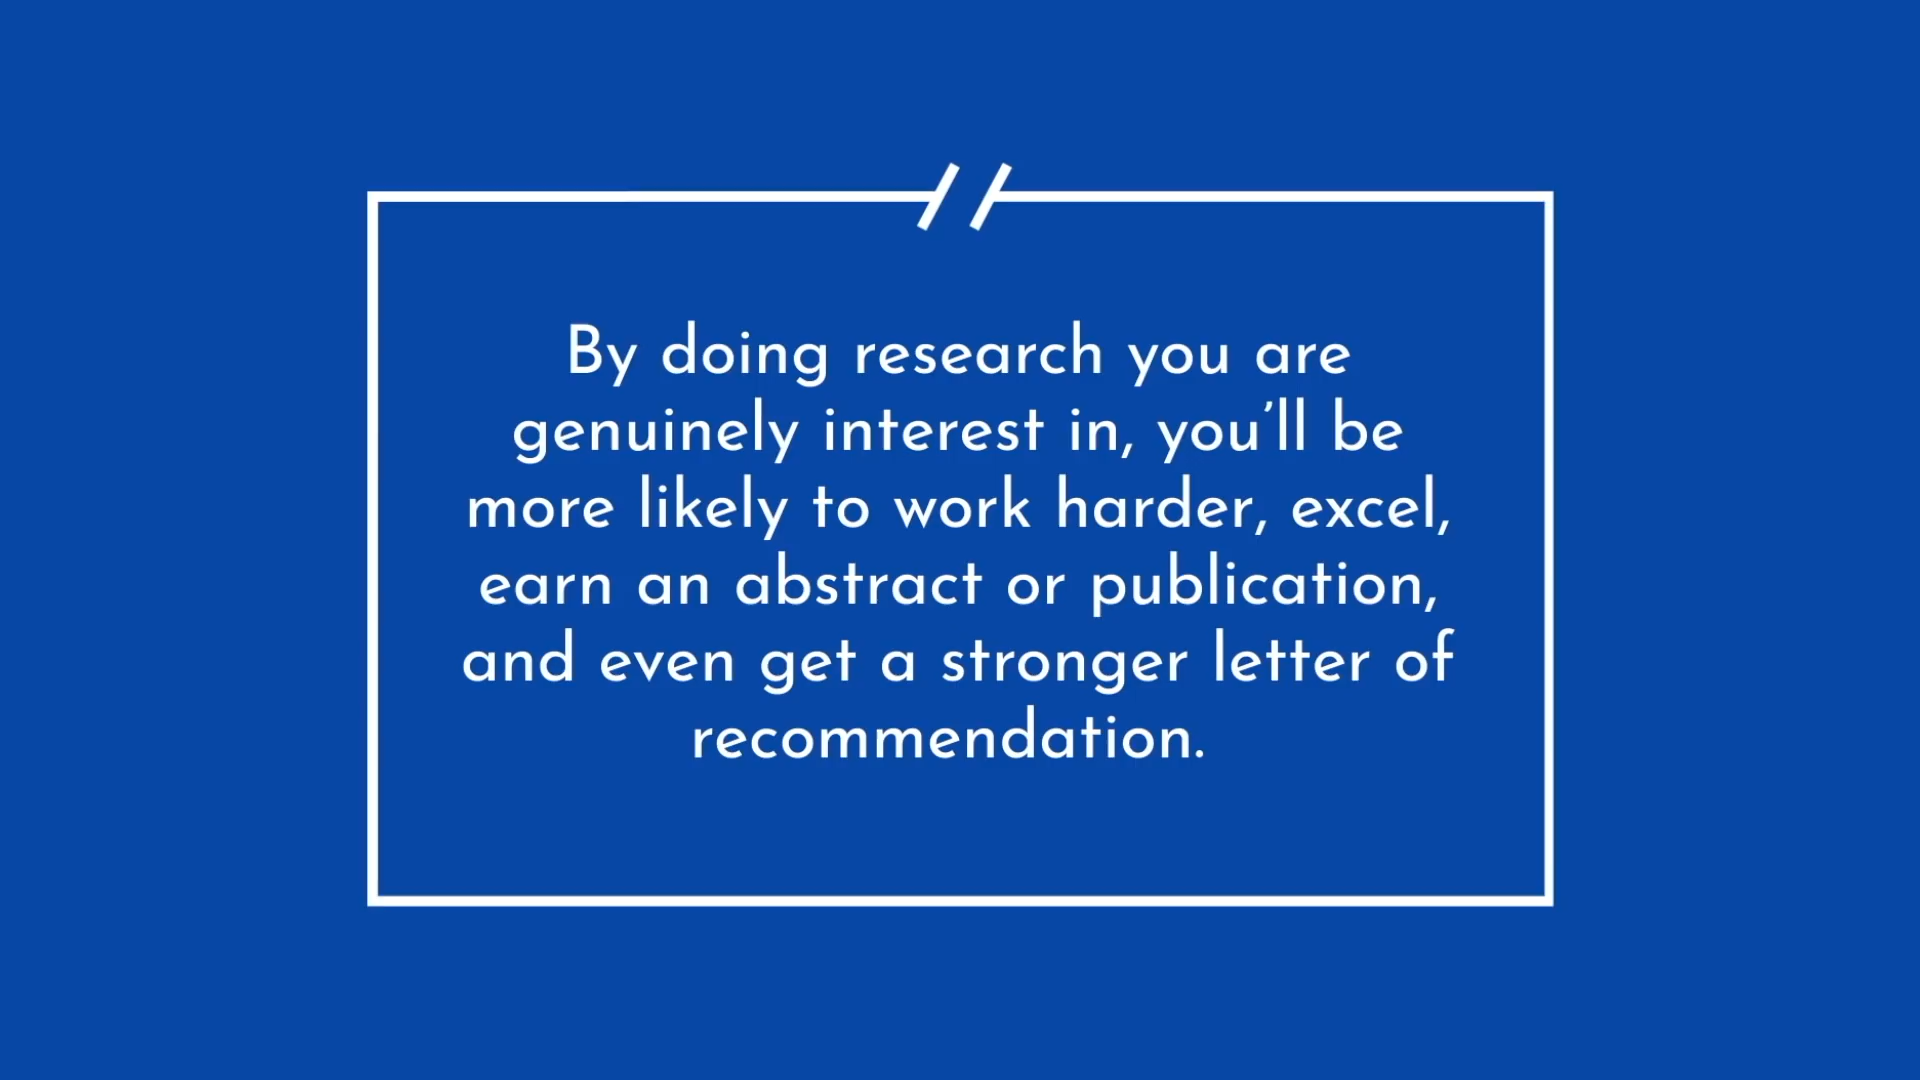 By doing research you are
genuinely interest in, you'll be
more likely to work harder, excel,
earn an abstract or publication,
and even get a stronger letter of
recommendation.